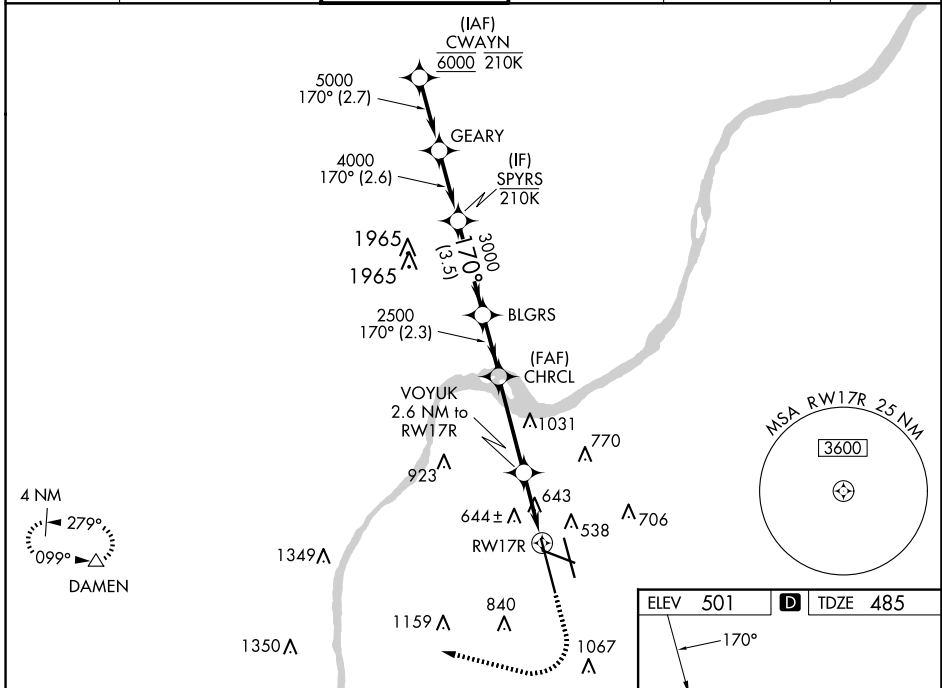 (IAF)
CWAYN
6000 210K
5000
170° (2.7)
GEARY
4000
170° (2.6)
(IF)
SPYRS
210K
1965
1965
3000
170°
(3.5)
BLGRS
2500
170° (2.3)
(FAF)
CHRCL
VOYUK
2.6 NM to
RW17R
1031
770
923
MSA RW17R 25 NM
3600
4 NM
279°
099°
DAMEN
643
644±
538
706
RW17R
1349
1159
840
1350
1067
ELEV 501 D TDZE 485
170°